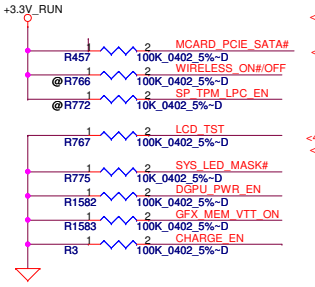 +3.3V_RUN
1 2 MCARD_PCIE_SATA#
R457 100K_0402_5%~D
1 2 WIRELESS_ON#/OFF
@R766 100K_0402_5%~D
1 2 SP_TPM_LPC_EN
@R772 10K_0402_5%~D
1 2 LCD_TST
R767 100K_0402_5%~D
1 2 SYS_LED_MASK#
R775 10K_0402_5%~D
1 2 DGPU_PWR_EN
R1582 100K_0402_5%~D
1 2 GFX_MEM_VTT_ON
R1583 100K_0402_5%~D
1 2 CHARGE_EN
R3 100K_0402_5%~D